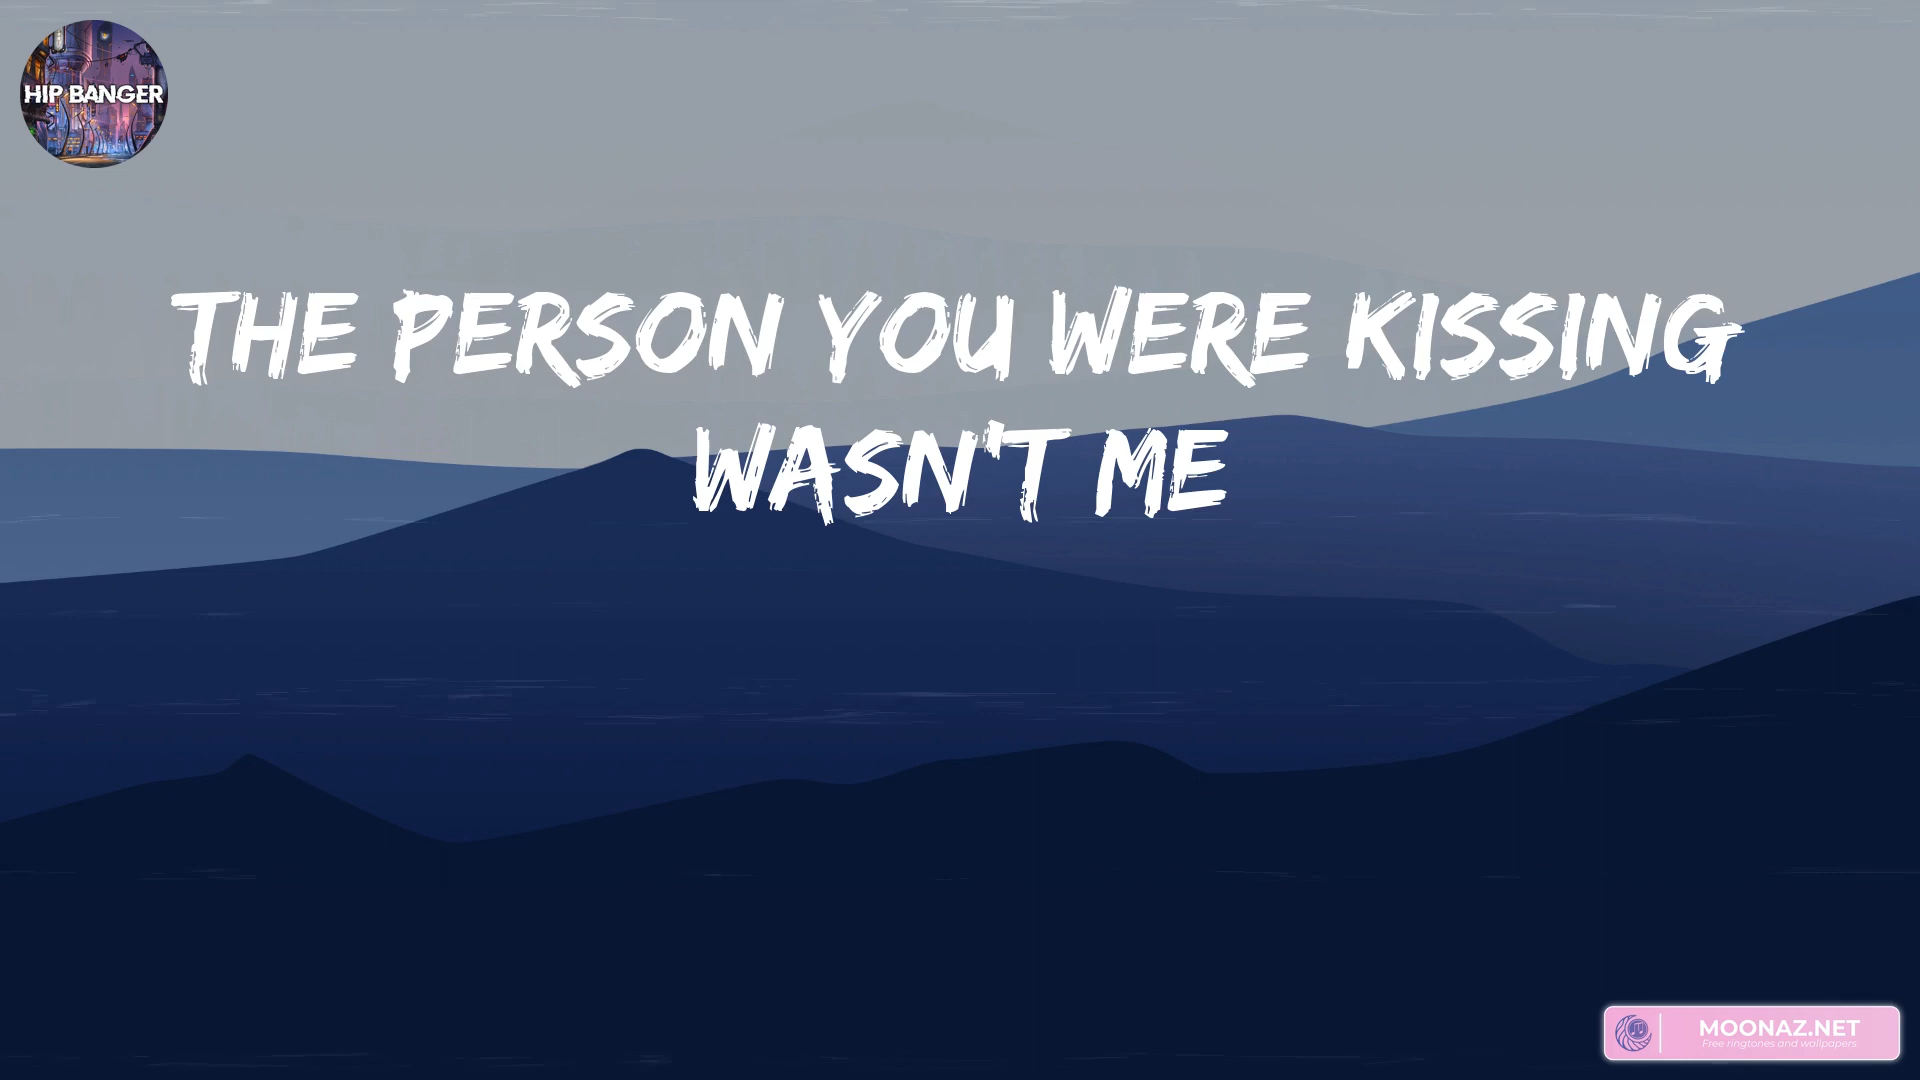 HIP BANGER
THE PERSON YOU WERE KISSING
WASN'T ME
MOONAZ.NET
Free ringtones and wallpapers